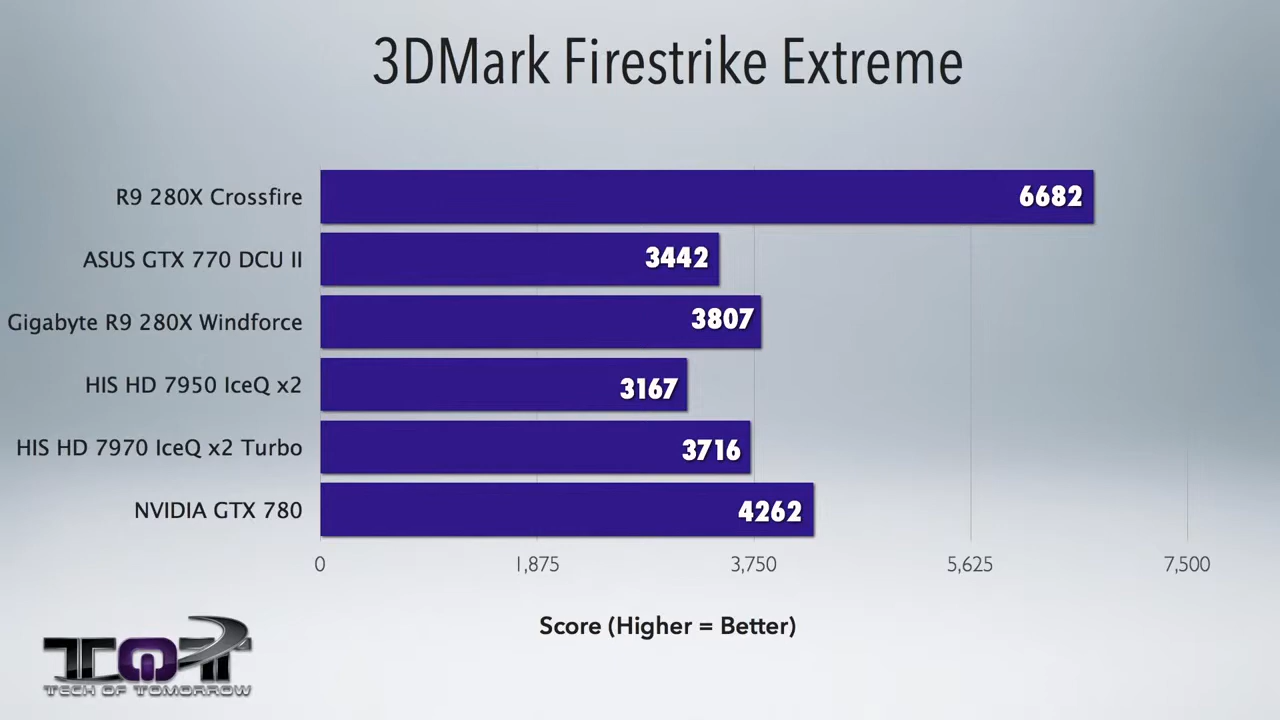 3DMark Firestrike Extreme
R9 280X Crossfire
6682
ASUS GTX 770 DCU II
3442
Gigabyte R9 280X Windforce
3807
HIS HD 7950 IceQ x2
3167
HIS HD 7970 IceQ x2 Turbo
3716
NVIDIA GTX 780
4262
0 1,875 3,750 5,625 7,500
Score (Higher = Better)
TOT
TECH OF TOMORROW